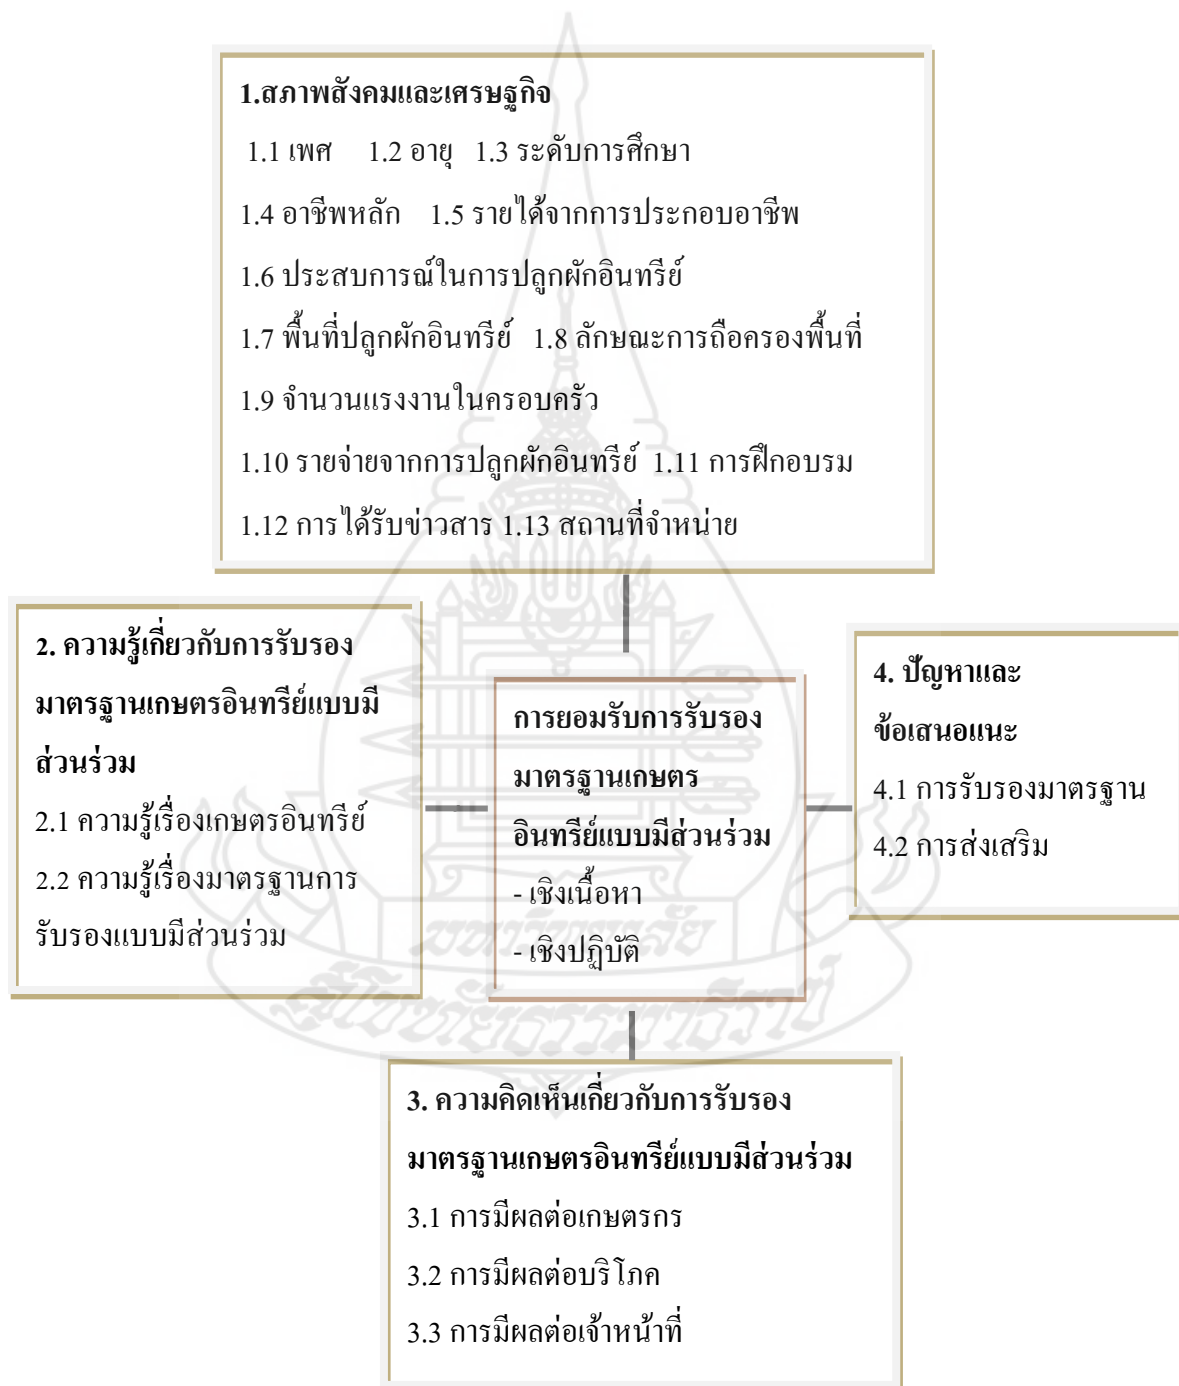 1.สภาพสังคมและเศรษฐกิจ
1.1 เพศ 1.2 อายุ 1.3 ระดับการศึกษา
1.4 อาชีพหลัก 1.5 รายได้จากการประกอบอาชีพ
1.6 ประสบการณ์ในการปลูกผักอินทรีย์
1.7 พื้นที่ปลูกผักอินทรีย์ 1.8 ลักษณะการถือครองพื้นที่
1.9 จำนวนแรงงานในครอบครัว
1.10 รายจ่ายจากการปลูกผักอินทรีย์ 1.11 การฝึกอบรม
1.12 การได้รับข่าวสาร 1.13 สถานที่จำหน่าย
2. ความรู้เกี่ยวกับการรับรอง
มาตรฐานเกษตรอินทรีย์แบบมี
ส่วนร่วม
2.1 ความรู้เรื่องเกษตรอินทรีย์
2.2 ความรู้เรื่องมาตรฐานการ
รับรองแบบมีส่วนร่วม
การยอมรับการรับรอง
มาตรฐานเกษตร
อินทรีย์แบบมีส่วนร่วม
- เชิงเนื้อหา
- เชิงปฏิบัติ
4. ปัญหาและ
ข้อเสนอแนะ
4.1 การรับรองมาตรฐาน
4.2 การส่งเสริม
มหาวิทยาลัย
สุโขทัยธรรมาธิราช
3. ความคิดเห็นเกี่ยวกับการรับรอง
มาตรฐานเกษตรอินทรีย์แบบมีส่วนร่วม
3.1 การมีผลต่อเกษตรกร
3.2 การมีผลต่อบริโภค
3.3 การมีผลต่อเจ้าหน้าที่